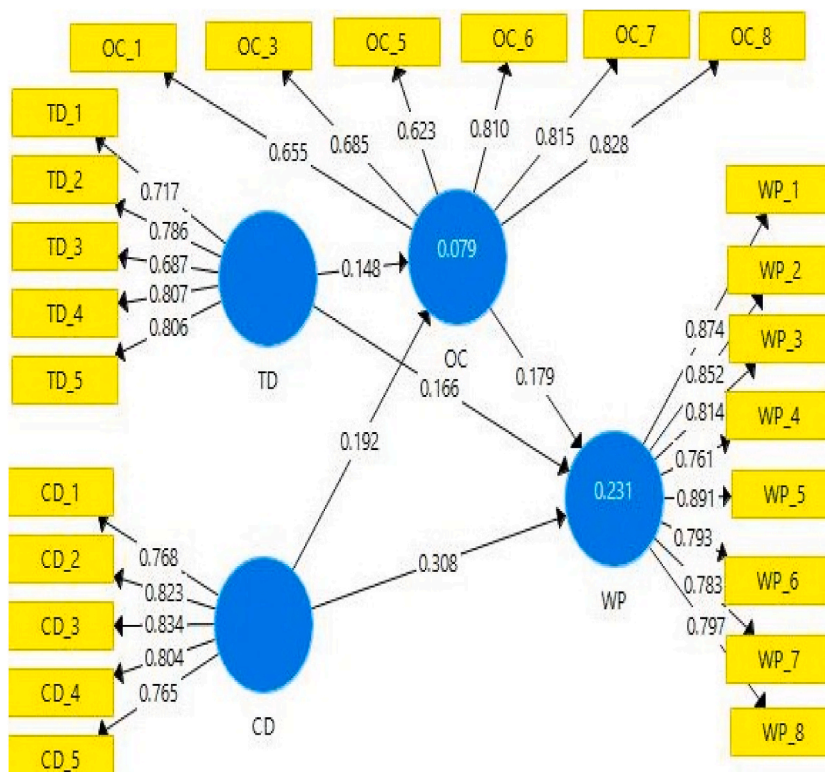 OC_1
OC_3
OC_5
OC_6
OC_7
OC_8
TD_1
TD_2
TD_3
TD_4
TD_5
0.655
0.685
0.623
0.810
0.815
0.828
0.717
0.786
0.687
0.807
0.806
TD
0.148
0.079
OC
0.166
0.179
0.192
0.308
CD_1
CD_2
CD_3
CD_4
CD_5
0.768
0.823
0.834
0.804
0.765
CD
0.231
WP
0.874
0.852
0.814
0.761
0.891
0.793
0.783
0.797
WP_1
WP_2
WP_3
WP_4
WP_5
WP_6
WP_7
WP_8